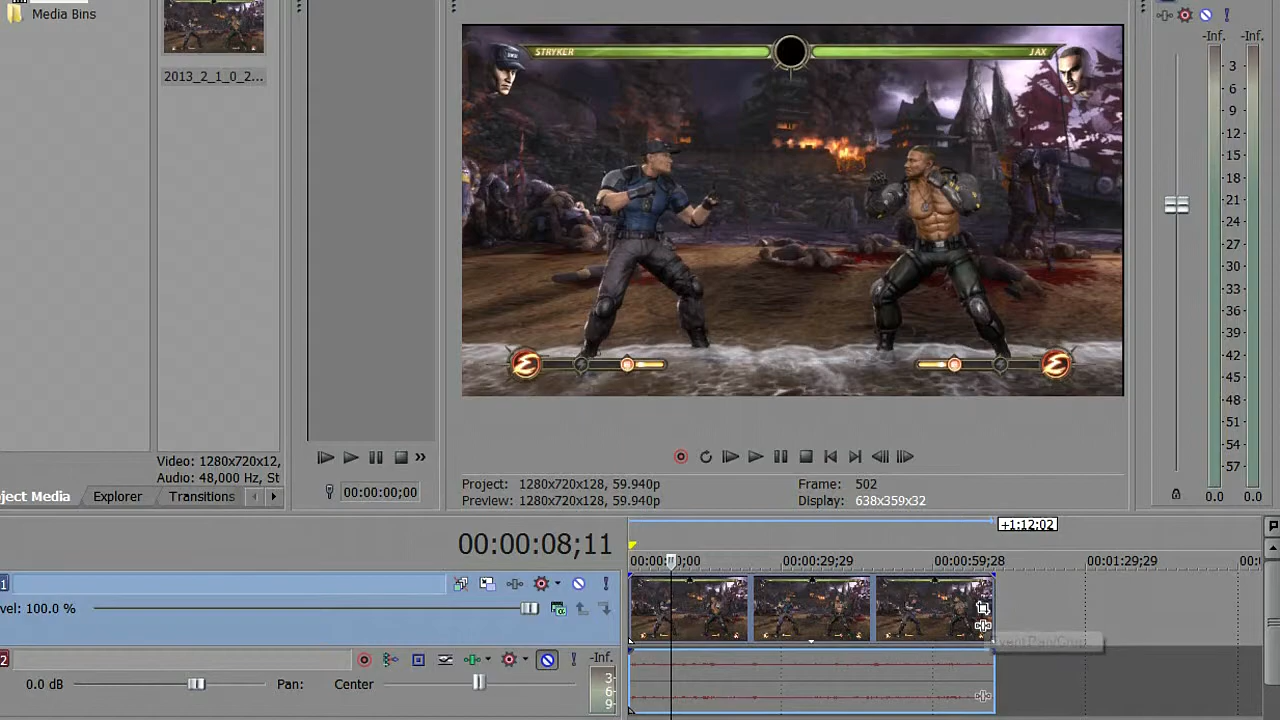 Media Bins
2013_2_1_0_2...
STRYKER
JAX
-Inf.
-Inf.
3
6
9
12
15
18
21
24
27
30
33
36
39
42
45
48
51
54
57
0.0
0.0
Video: 1280x720x12,
Audio: 48,000 Hz, St
ject Media
Explorer
Transitions
00:00:00;00
Project: 1280x720x128, 59.940p
Preview: 1280x720x128, 59.940p
Frame: 502
Display: 638x359x32
+1:12;02
00:00:08;11
00:00:00;00
00:00:29;29
00:00:59;28
00:01:29;29
00:0
1
vel: 100.0 %
Event Pan/Crop
2
-Inf.
0.0 dB
Pan:
Center
3
6
9